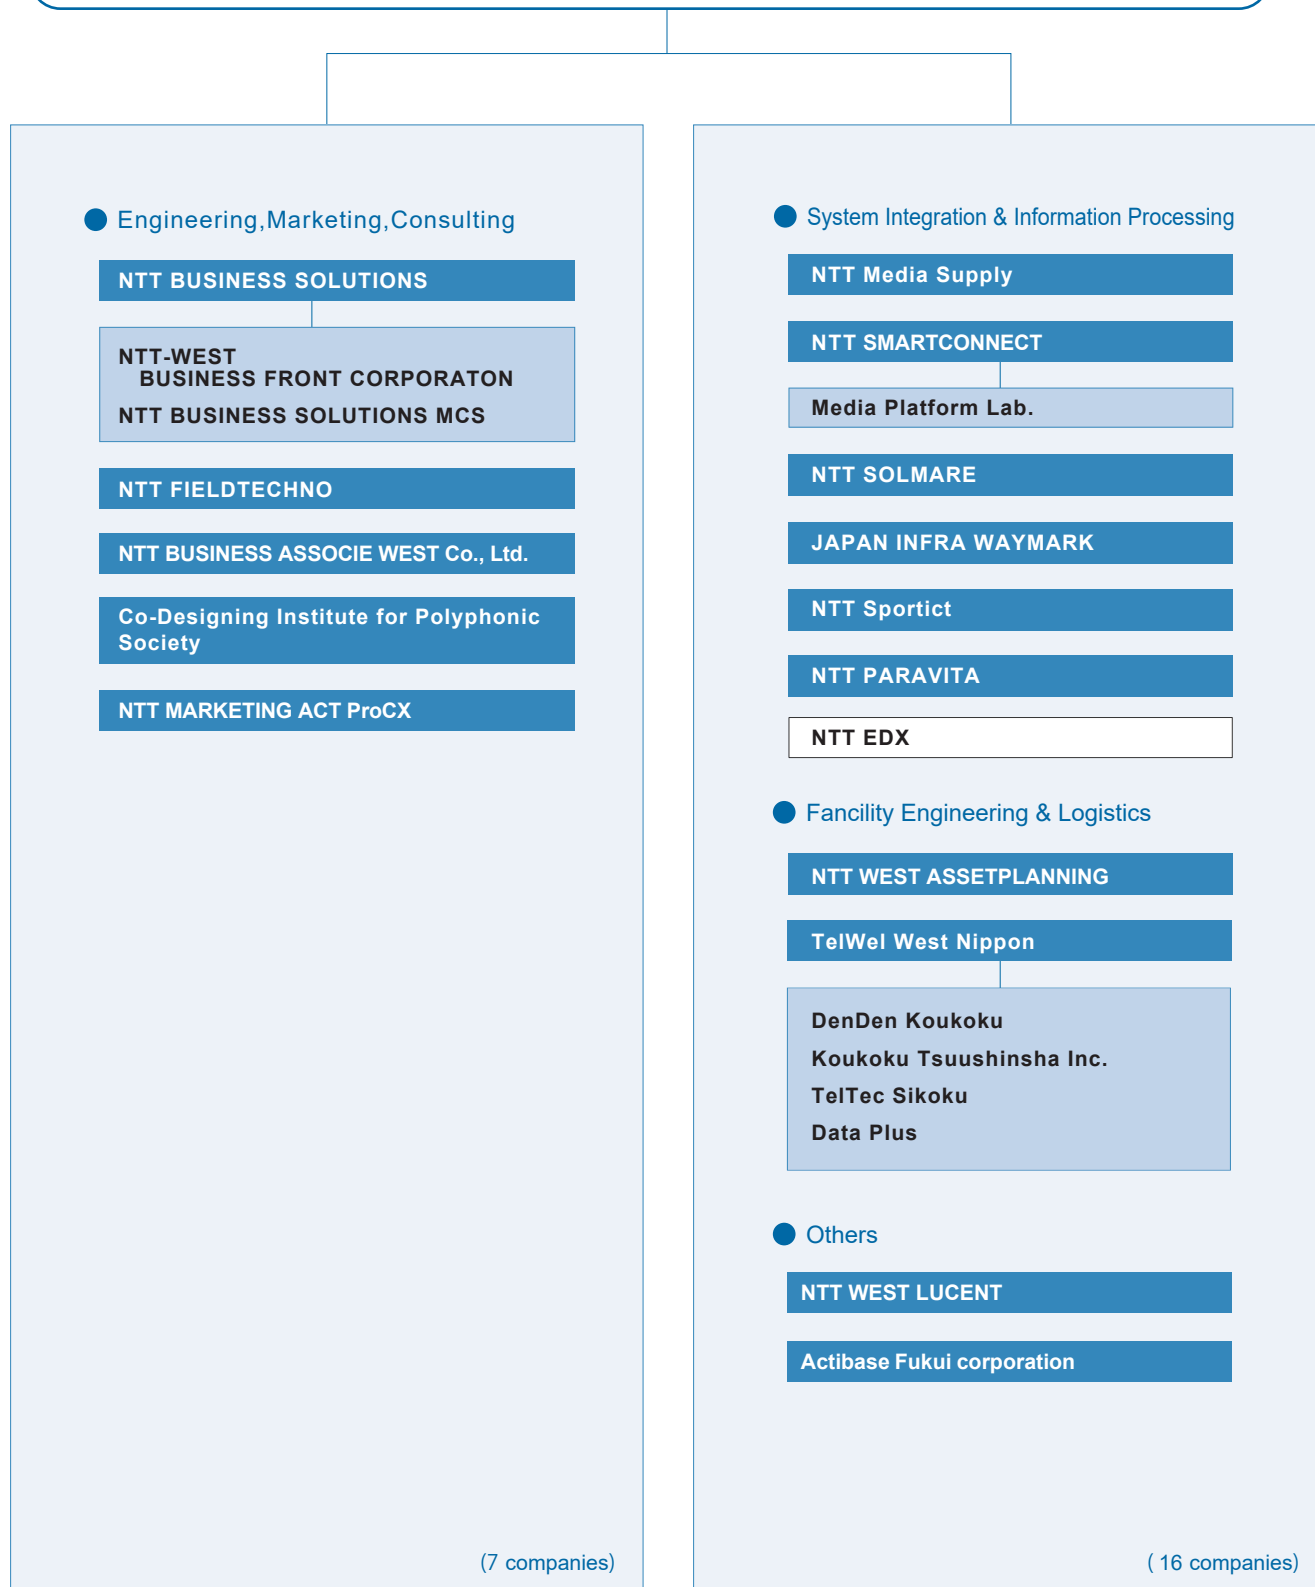 Engineering,Marketing,Consulting
NTT BUSINESS SOLUTIONS
NTT-WEST
BUSINESS FRONT CORPORATON
NTT BUSINESS SOLUTIONS MCS
NTT FIELDTECHNO
NTT BUSINESS ASSOCIE WEST Co., Ltd.
Co-Designing Institute for Polyphonic
Society
NTT MARKETING ACT ProCX
(7 companies)
System Integration & Information Processing
NTT Media Supply
NTT SMARTCONNECT
Media Platform Lab.
NTT SOLMARE
JAPAN INFRA WAYMARK
NTT Sportict
NTT PARAVITA
NTT EDX
Fancility Engineering & Logistics
NTT WEST ASSETPLANNING
TelWel West Nippon
DenDen Koukoku
Koukoku Tsuushinsha Inc.
TelTec Sikoku
Data Plus
Others
NTT WEST LUCENT
Actibase Fukui corporation
( 16 companies)